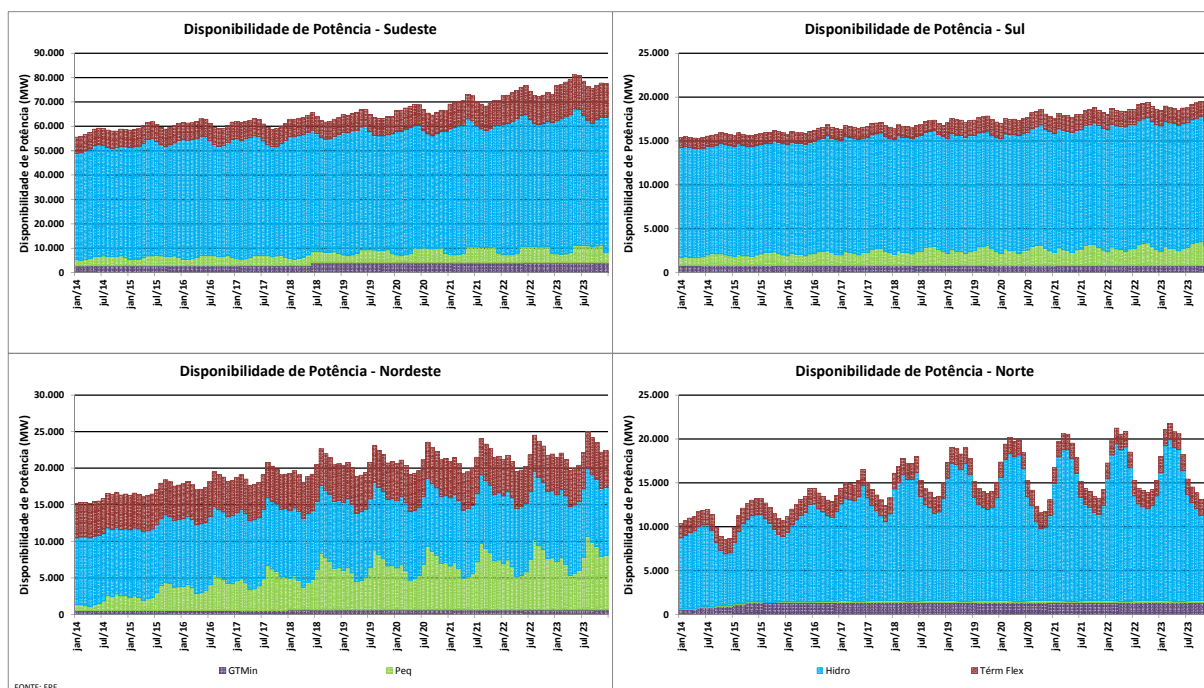 Disponibilidade de Potência - Sudeste
Disponibilidade de Potência (MW)
90.000
80.000
70.000
60.000
50.000
40.000
30.000
20.000
10.000
0
jan/14
jul/14
jan/15
jul/15
jan/16
jul/16
jan/17
jul/17
jan/18
jul/18
jan/19
jul/19
jan/20
jul/20
jan/21
jul/21
jan/22
jul/22
jan/23
jul/23
Disponibilidade de Potência - Sul
Disponibilidade de Potência (MW)
25.000
20.000
15.000
10.000
5.000
0
jan/14
jul/14
jan/15
jul/15
jan/16
jul/16
jan/17
jul/17
jan/18
jul/18
jan/19
jul/19
jan/20
jul/20
jan/21
jul/21
jan/22
jul/22
jan/23
jul/23
Disponibilidade de Potência - Nordeste
Disponibilidade de Potência (MW)
30.000
25.000
20.000
15.000
10.000
5.000
0
jan/14
jul/14
jan/15
jul/15
jan/16
jul/16
jan/17
jul/17
jan/18
jul/18
jan/19
jul/19
jan/20
jul/20
jan/21
jul/21
jan/22
jul/22
jan/23
jul/23
Disponibilidade de Potência - Norte
Disponibilidade de Potência (MW)
25.000
20.000
15.000
10.000
5.000
0
jan/14
jul/14
jan/15
jul/15
jan/16
jul/16
jan/17
jul/17
jan/18
jul/18
jan/19
jul/19
jan/20
jul/20
jan/21
jul/21
jan/22
jul/22
jan/23
jul/23
GTMin Peq Hidro Térm Flex
FONTE: EPE